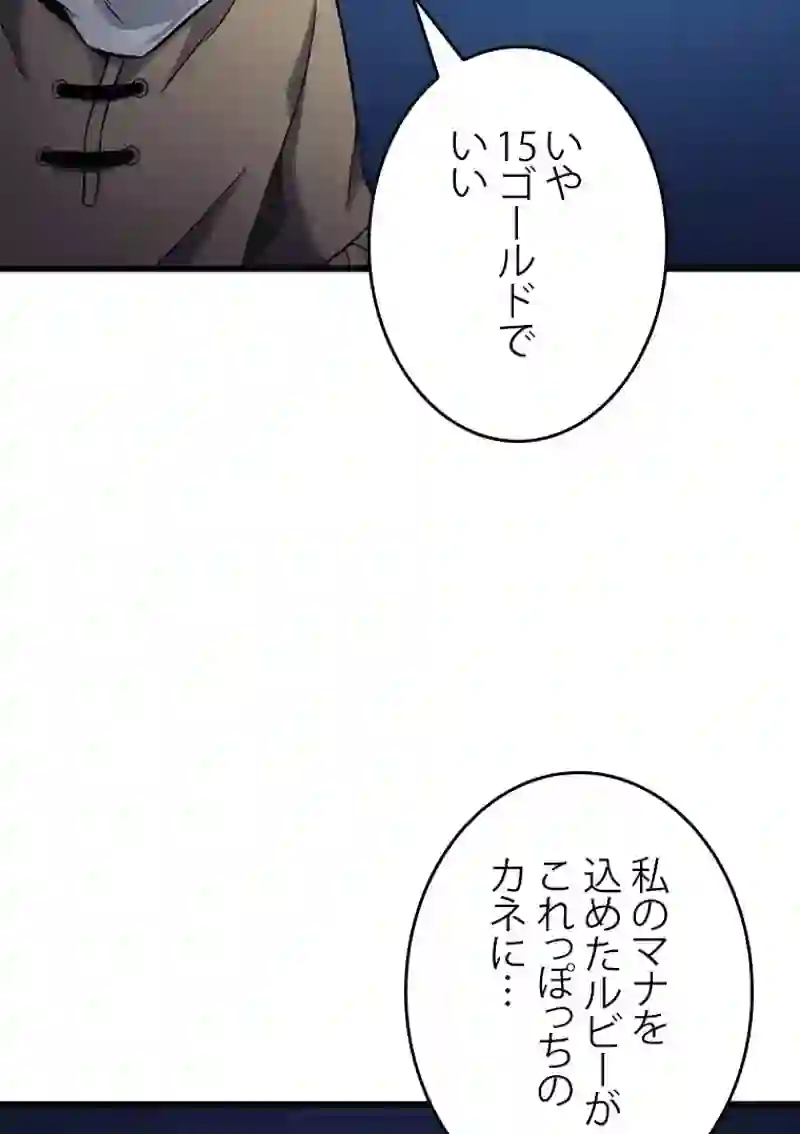 いや
15ゴールドで
いい
私のマナを
込めたルビーが
これっぽっちの
カネに…